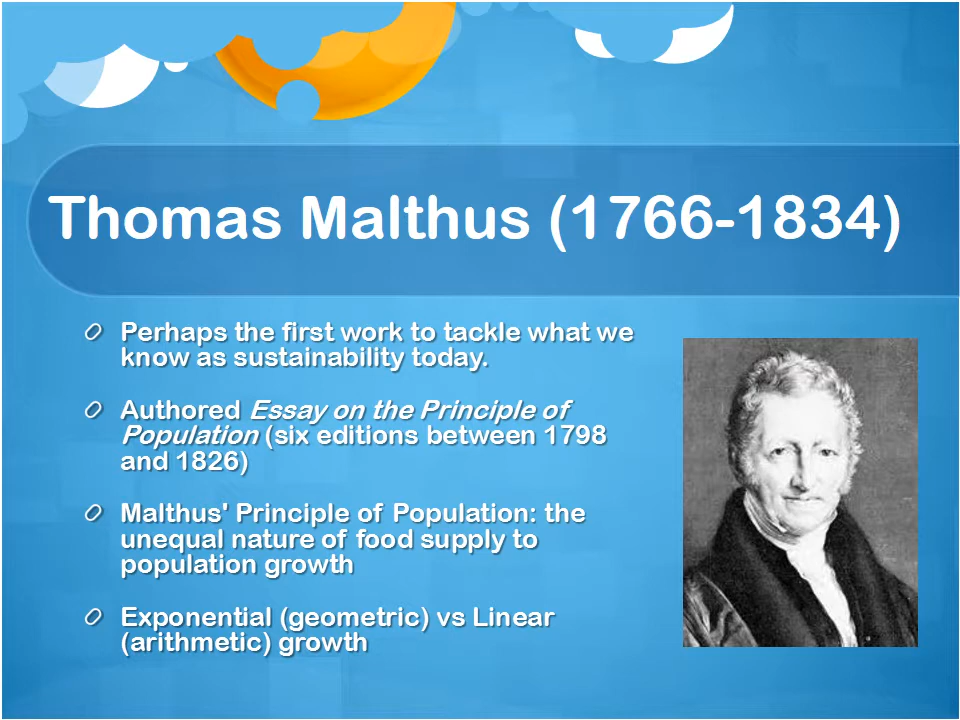 Thomas Malthus (1766-1834)
Perhaps the first work to tackle what we
know as sustainability today.
Authored Essay on the Principle of
Population (six editions between 1798
and 1826)
Malthus' Principle of Population: the
unequal nature of food supply to
population growth
Exponential (geometric) vs Linear
(arithmetic) growth